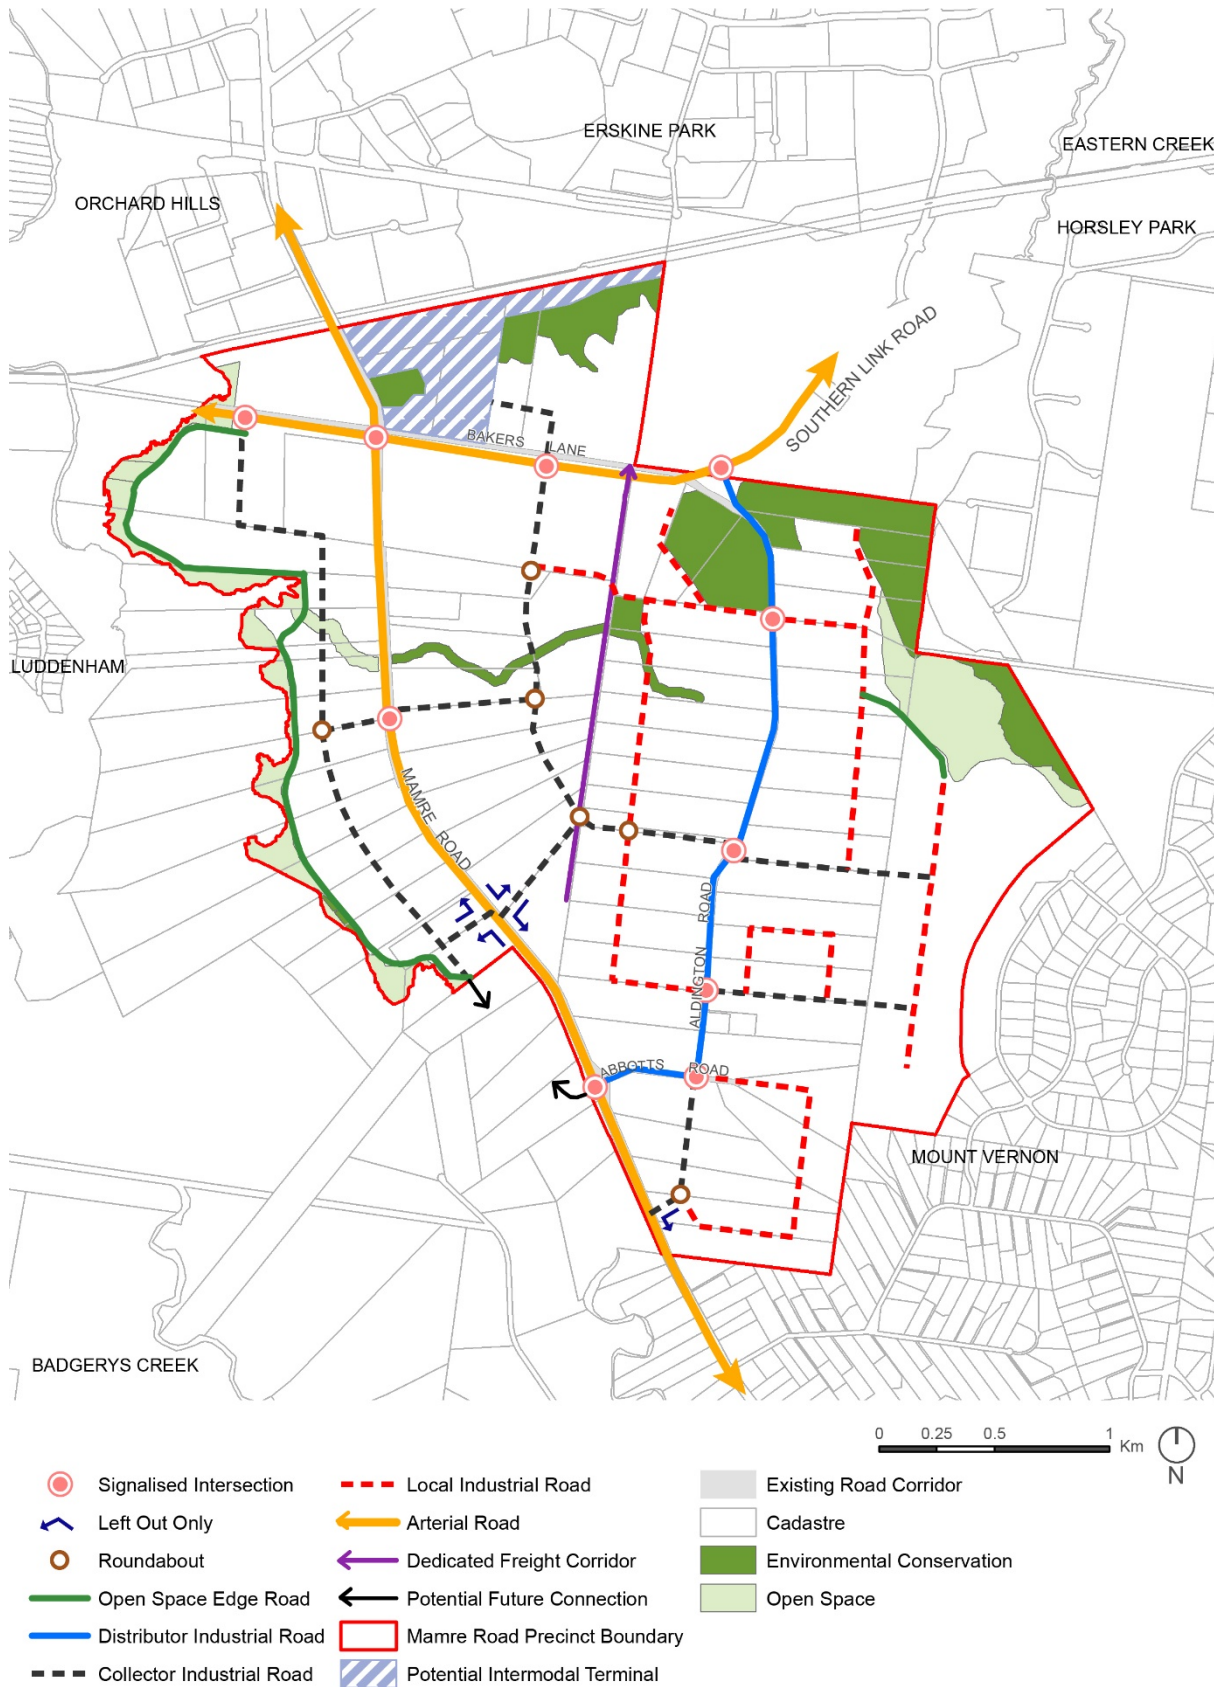 ERSKINE PARK
EASTERN CREEK
ORCHARD HILLS
HORSLEY PARK
SOUTHERN LINK ROAD
BAKERS LANE
LUDDENHAM
MAMRE ROAD
ALDINGTON ROAD
ABBOTTS ROAD
MOUNT VERNON
BADGERYS CREEK
0 0.25 0.5 1 Km
N
Signalised Intersection
Left Out Only
Roundabout
Open Space Edge Road
Distributor Industrial Road
Collector Industrial Road
Local Industrial Road
Arterial Road
Dedicated Freight Corridor
Potential Future Connection
Mamre Road Precinct Boundary
Potential Intermodal Terminal
Existing Road Corridor
Cadastre
Environmental Conservation
Open Space